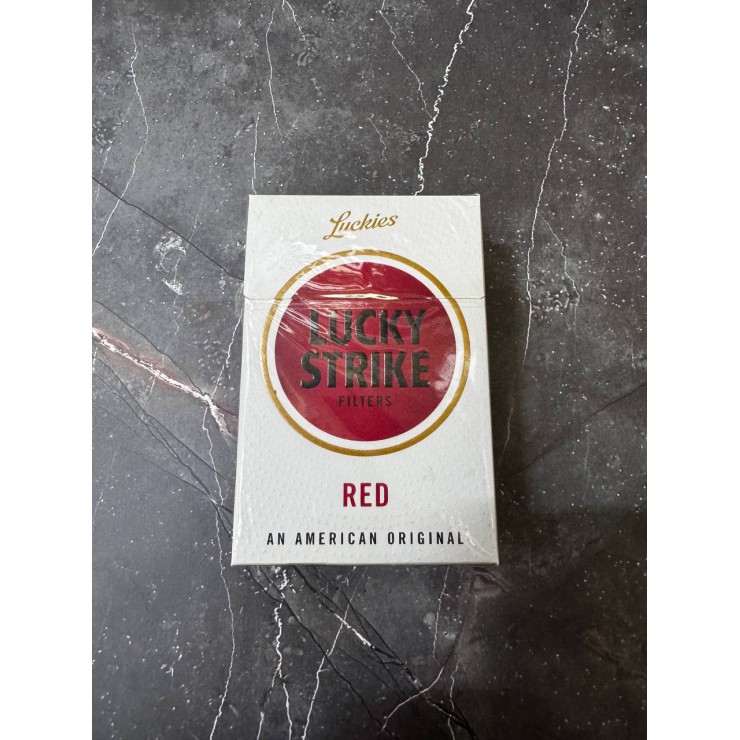 Luckies
LUCKY
STRIKE
FILTERS
RED
AN AMERICAN ORIGINAL